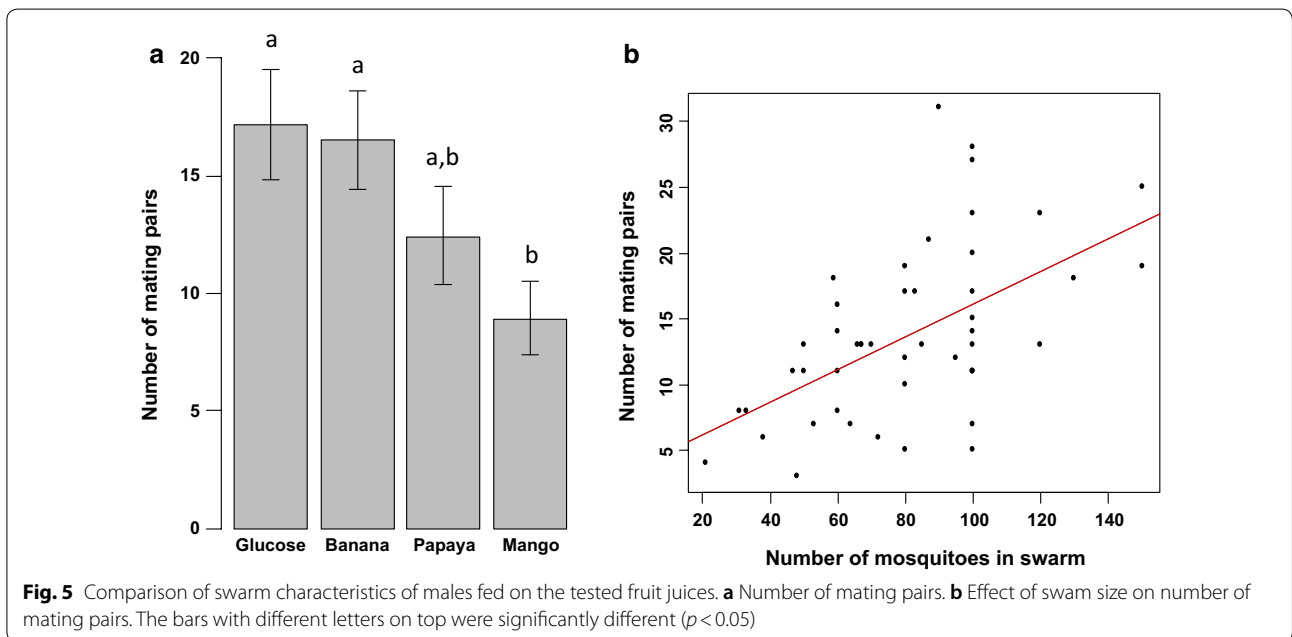 a
Number of mating pairs
20
15
10
5
0
a
a
a,b
b
Glucose Banana Papaya Mango
b
Number of mating pairs
30
25
20
15
10
5
20 40 60 80 100 120 140
Number of mosquitoes in swarm
Fig. 5 Comparison of swarm characteristics of males fed on the tested fruit juices. a Number of mating pairs. b Effect of swam size on number of
mating pairs. The bars with different letters on top were significantly different (p < 0.05)